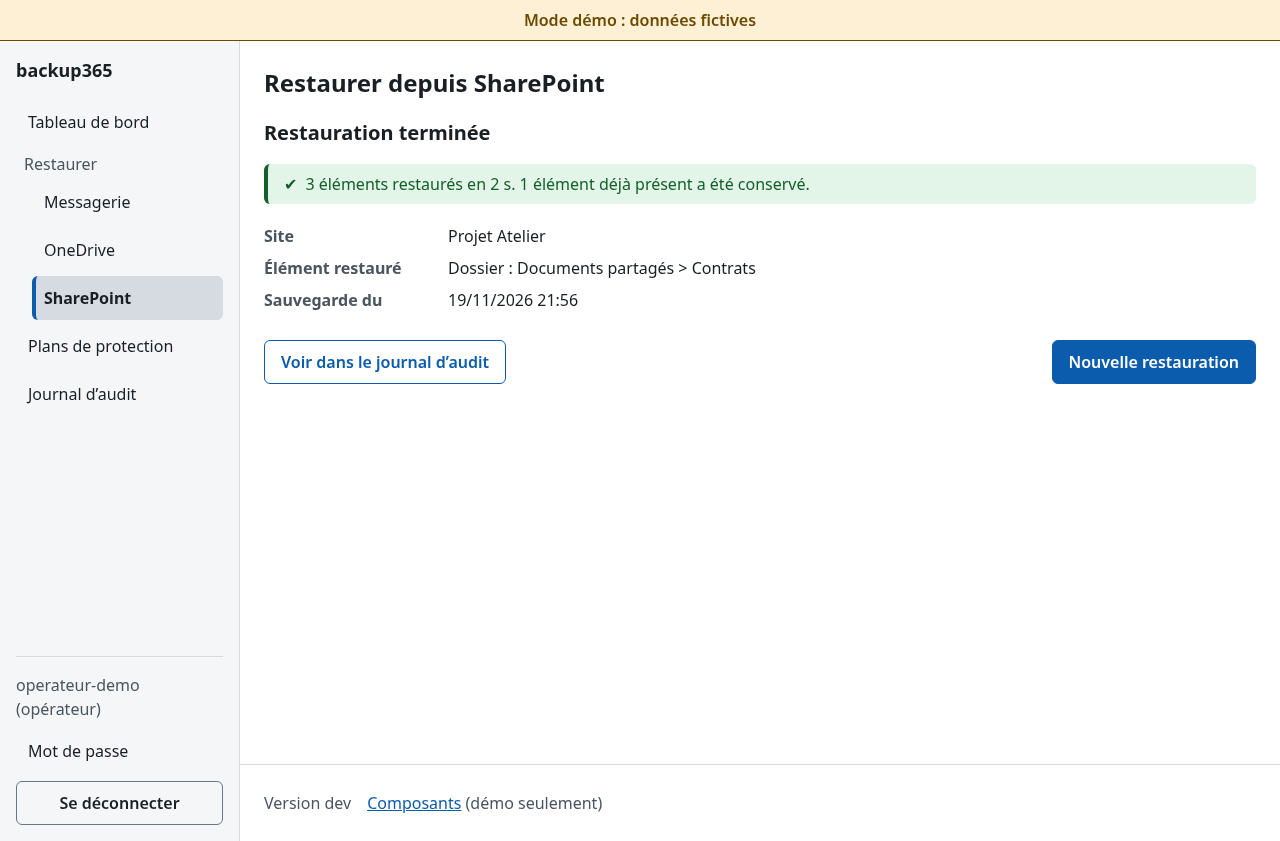 Mode démo : données fictives
backup365
Tableau de bord
Restaurer
Messagerie
OneDrive
SharePoint
Plans de protection
Journal d’audit
operateur-demo
(opérateur)
Mot de passe
Se déconnecter
Restaurer depuis SharePoint
Restauration terminée
✔ 3 éléments restaurés en 2 s. 1 élément déjà présent a été conservé.
Site Projet Atelier
Élément restauré Dossier : Documents partagés > Contrats
Sauvegarde du 19/11/2026 21:56
Voir dans le journal d’audit
Nouvelle restauration
Version dev Composants (démo seulement)